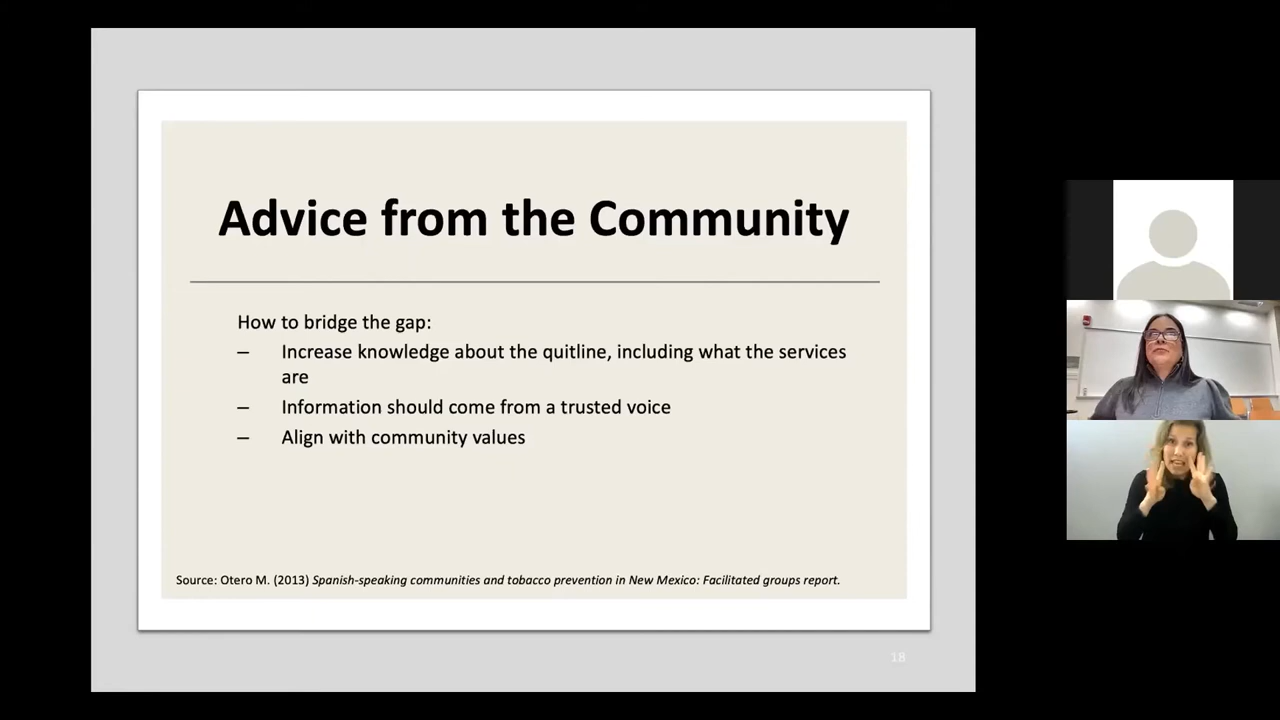 Advice from the Community
How to bridge the gap:
– Increase knowledge about the quitline, including what the services
are
– Information should come from a trusted voice
– Align with community values
Source: Otero M. (2013) Spanish-speaking communities and tobacco prevention in New Mexico: Facilitated groups report.
18